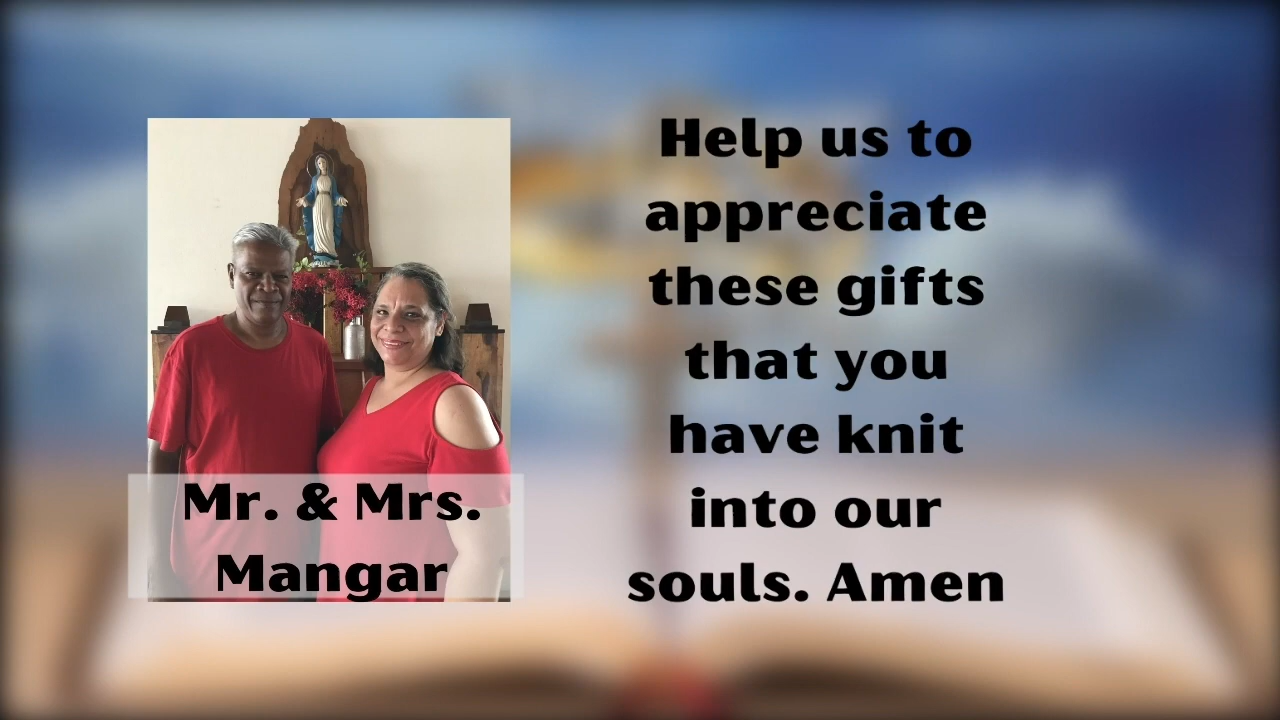 Mr. & Mrs.
Mangar
Help us to
appreciate
these gifts
that you
have knit
into our
souls. Amen